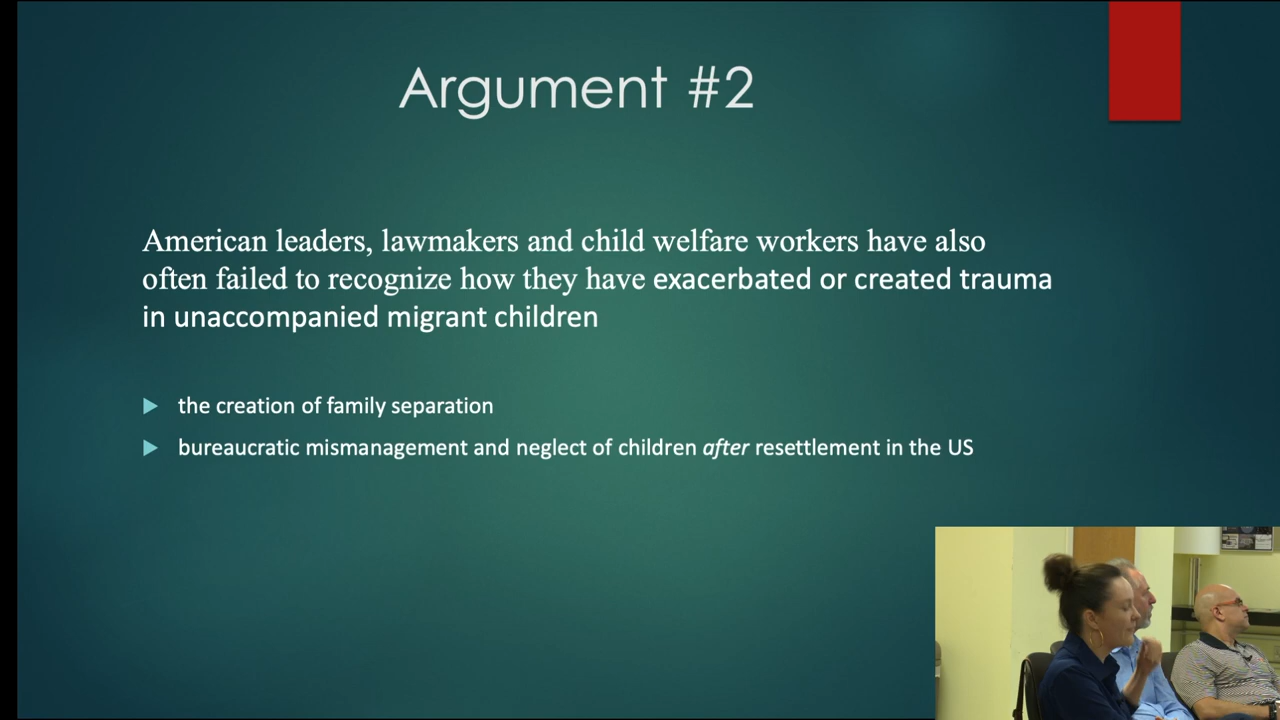 Argument #2
American leaders, lawmakers and child welfare workers have also
often failed to recognize how they have exacerbated or created trauma
in unaccompanied migrant children
the creation of family separation
bureaucratic mismanagement and neglect of children after resettlement in the US